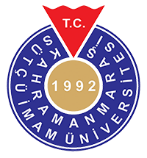 T.C.
KAHRAMANMARAŞ
SÜTÇÜ İMAM ÜNİVERSİTESİ
1992